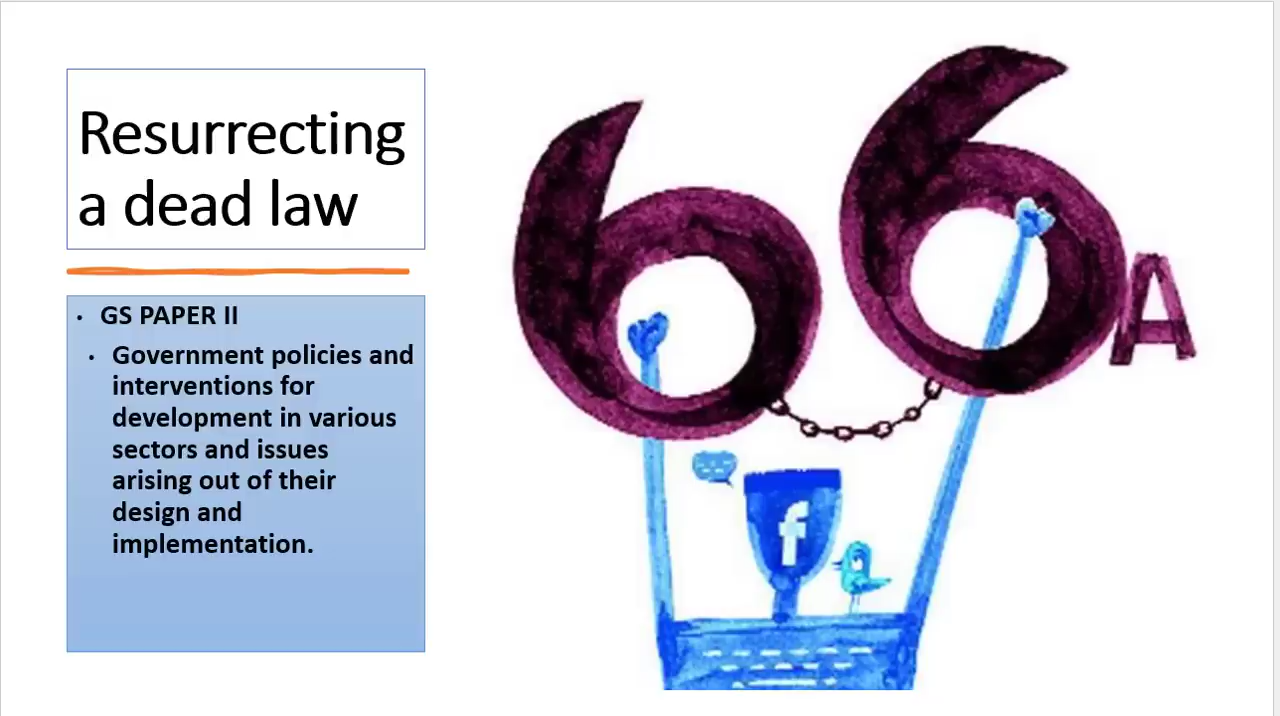 Resurrecting
a dead law
• GS PAPER II
• Government policies and
interventions for
development in various
sectors and issues
arising out of their
design and
implementation.
66A
f